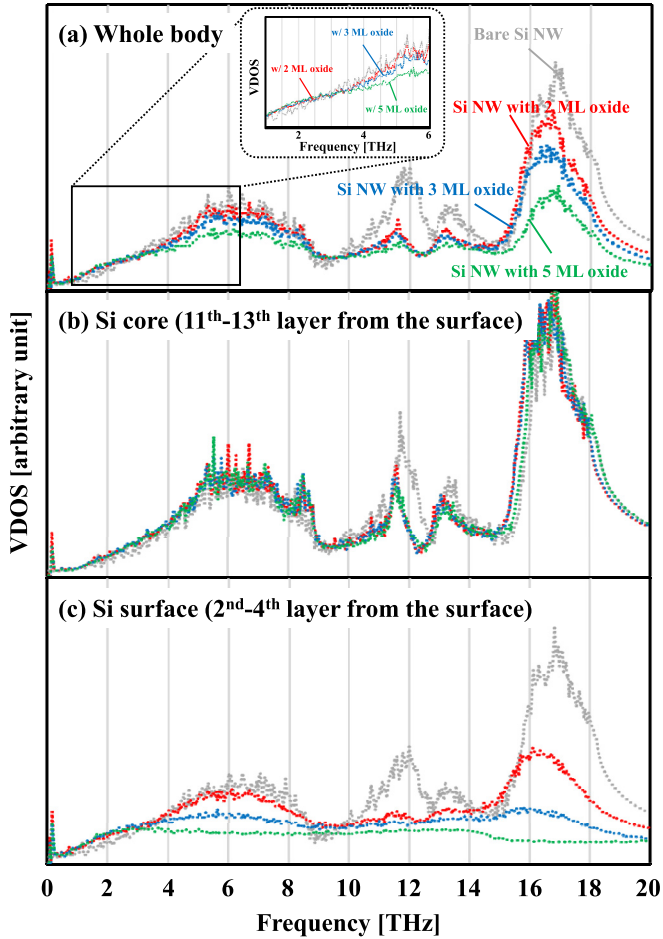 (a) Whole body
Bare Si NW
w/ 3 ML oxide
w/ 2 ML oxide
w/ 5 ML oxide
VDOS
2 4 6
Frequency [THz]
Si NW with 2 ML oxide
Si NW with 3 ML oxide
Si NW with 5 ML oxide
(b) Si core (11th-13th layer from the surface)
VDOS [arbitrary unit]
(c) Si surface (2nd-4th layer from the surface)
0 2 4 6 8 10 12 14 16 18 20
Frequency [THz]